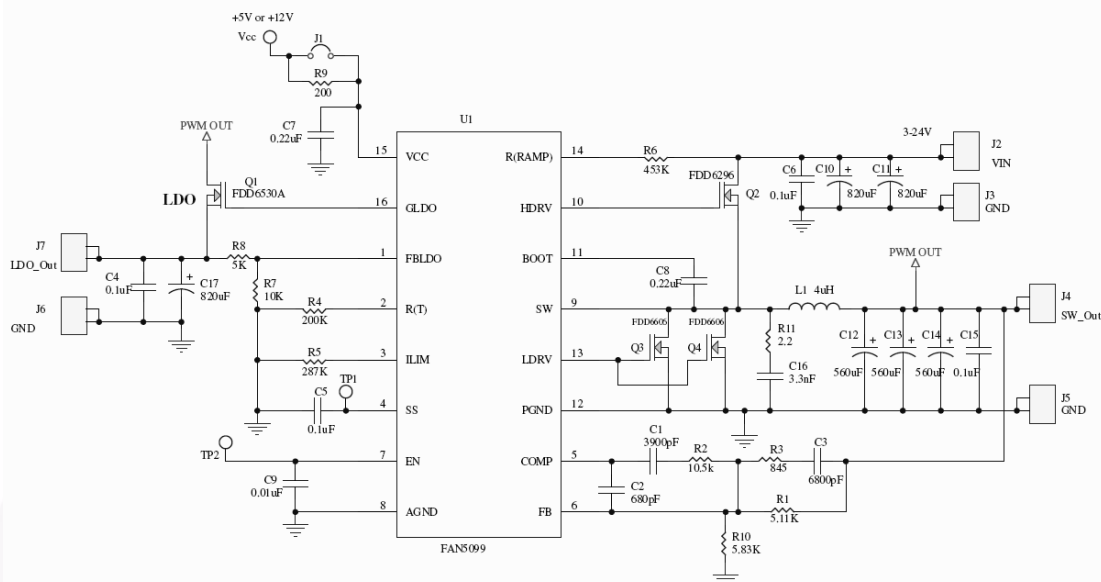 +5V or +12V
Vcc
J1
R9
200
C7
0.22uF
U1
PWM OUT
Q1
FDD6530A
LDO
15
VCC
16
GLDO
J7
LDO_Out
R8
5K
1
FBLDO
C4
0.1uF
C17
820uF
+
R7
10K
R4
200K
2
R(T)
J6
GND
R5
287K
3
ILIM
C5
0.1uF
TP1
4
SS
TP2
7
EN
C9
0.01uF
8
AGND
FAN5099
R(RAMP)
14
R6
453K
FDD6296
Q2
3-24V
J2
VIN
C6
0.1uF
C10
+
820uF
C11
+
820uF
J3
GND
HDRV
10
BOOT
11
C8
0.22uF
PWM OUT
SW
9
L1 4uH
J4
SW_Out
FDD6605
FDD6606
Q3
Q4
LDRV
13
R11
2.2
C16
3.3nF
C12
+
560uF
C13
+
560uF
C14
+
560uF
C15
0.1uF
PGND
12
J5
GND
COMP
5
C1
3900pF
R2
10.5k
R3
845
C3
6800pF
C2
680pF
FB
6
R1
5.11K
R10
5.83K